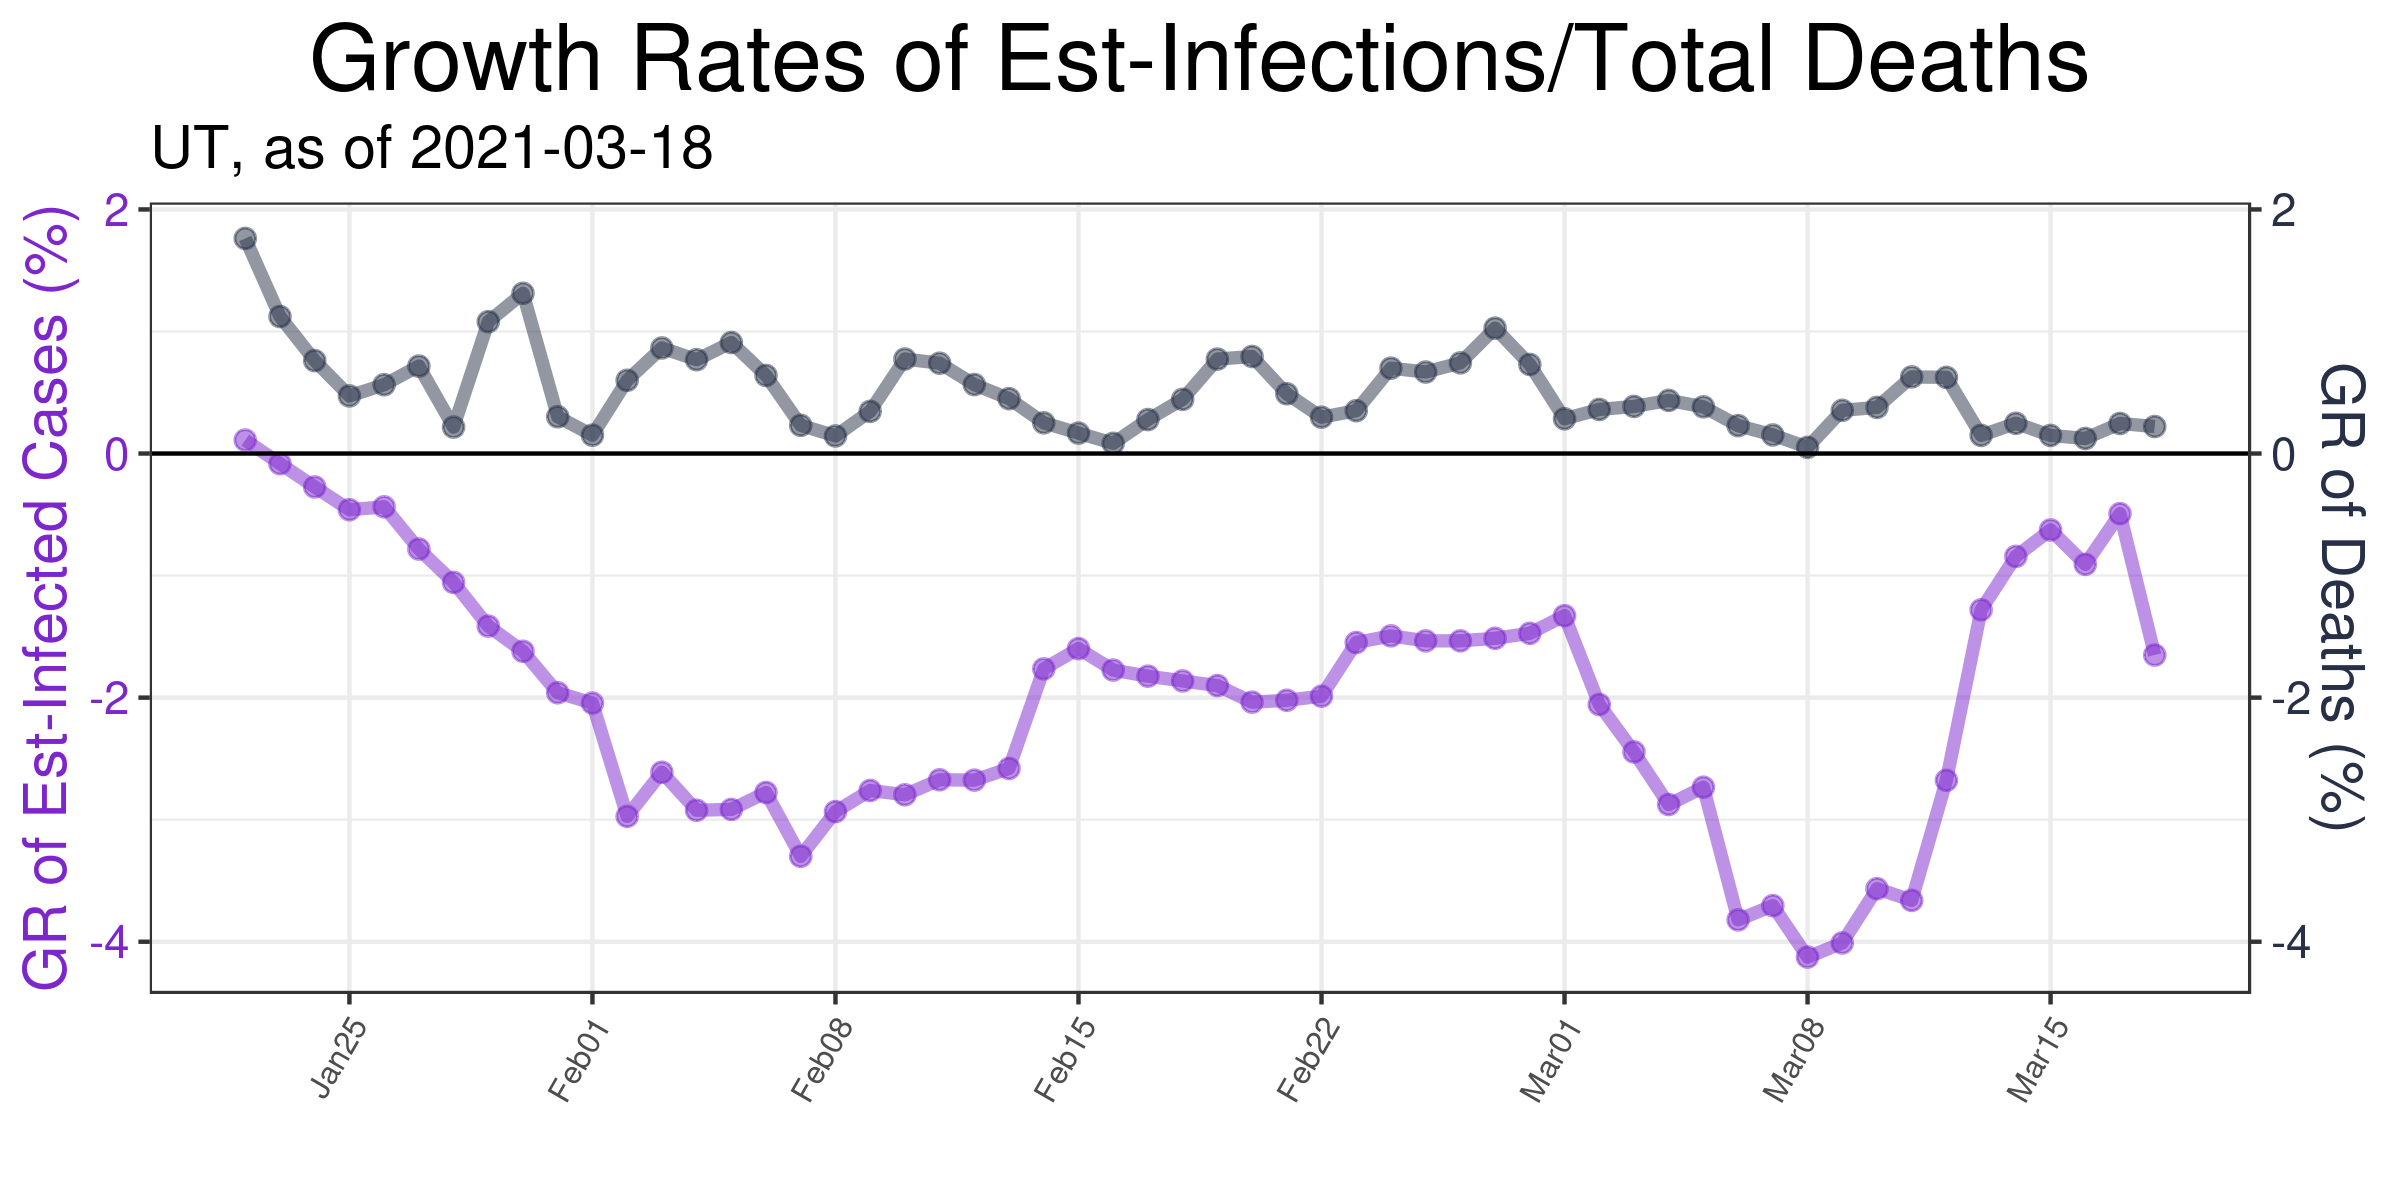 Growth Rates of Est-Infections/Total Deaths
UT, as of 2021-03-18
GR of Est-Infected Cases (%)
2
0
-2
-4
2
0
-2
-4
GR of Deaths (%)
Jan25
Feb01
Feb08
Feb15
Feb22
Mar01
Mar08
Mar15